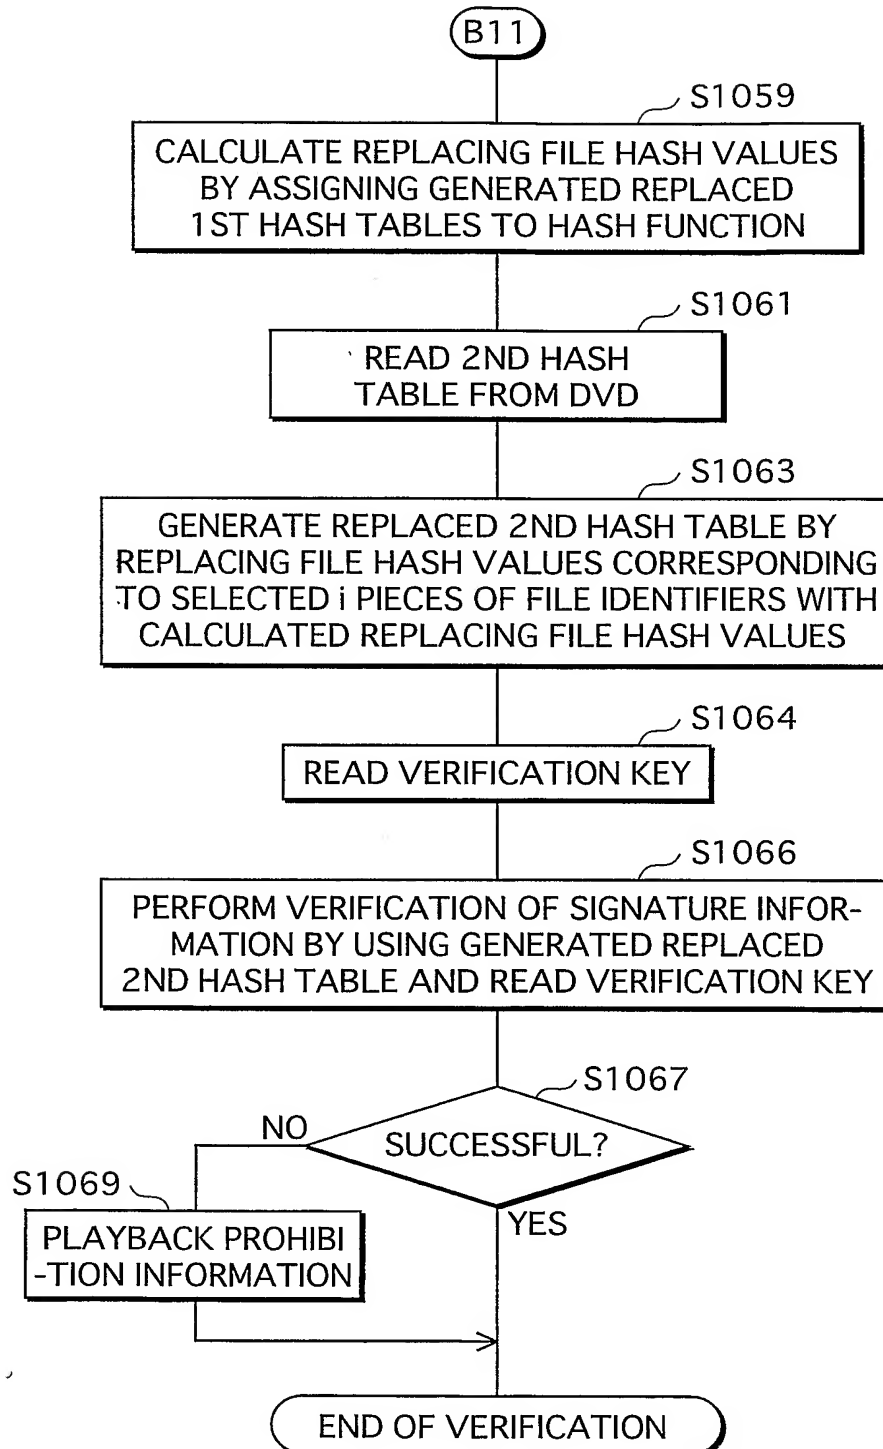 B11
S1059
CALCULATE REPLACING FILE HASH VALUES
BY ASSIGNING GENERATED REPLACED
1ST HASH TABLES TO HASH FUNCTION
S1061
READ 2ND HASH
TABLE FROM DVD
S1063
GENERATE REPLACED 2ND HASH TABLE BY
REPLACING FILE HASH VALUES CORRESPONDING
TO SELECTED i PIECES OF FILE IDENTIFIERS WITH
CALCULATED REPLACING FILE HASH VALUES
S1064
READ VERIFICATION KEY
S1066
PERFORM VERIFICATION OF SIGNATURE INFOR-
MATION BY USING GENERATED REPLACED
2ND HASH TABLE AND READ VERIFICATION KEY
S1067
NO
SUCCESSFUL?
S1069
YES
PLAYBACK PROHIBI
-TION INFORMATION
END OF VERIFICATION